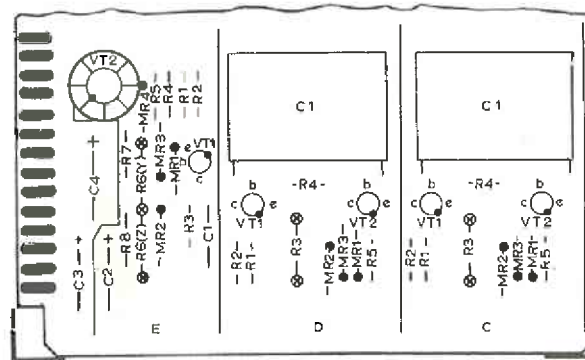 VT2
R5
R4
R1
R2
MR4
C4
R7
R6(Y)
MR3
MR1
VT1
b
e
c
R8
R6(Z)
MR2
R3
C1
C3
C2
E
C1
-R4-
b
c
e
VT1
b
c
e
VT2
R2
R1
R3
MR2
MR3
MR1
R5
D
C1
-R4-
b
c
e
VT1
b
c
e
VT2
R2
R1
R3
MR2
MR3
MR1
R5
C